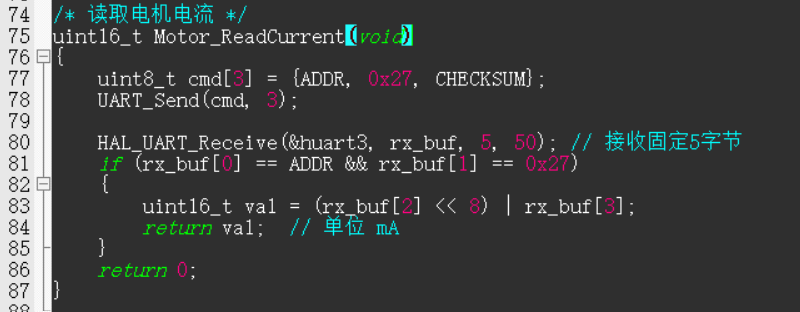 74 /* 读取电机电流 */
75 uint16_t Motor_ReadCurrent(void)
76 {
77 uint8_t cmd[3] = {ADDR, 0x27, CHECKSUM};
78 UART_Send(cmd, 3);
79
80 HAL_UART_Receive(&huart3, rx_buf, 5, 50); // 接收固定5字节
81 if (rx_buf[0] == ADDR && rx_buf[1] == 0x27)
82 {
83 uint16_t val = (rx_buf[2] << 8) | rx_buf[3];
84 return val; // 单位 mA
85 }
86 return 0;
87 }